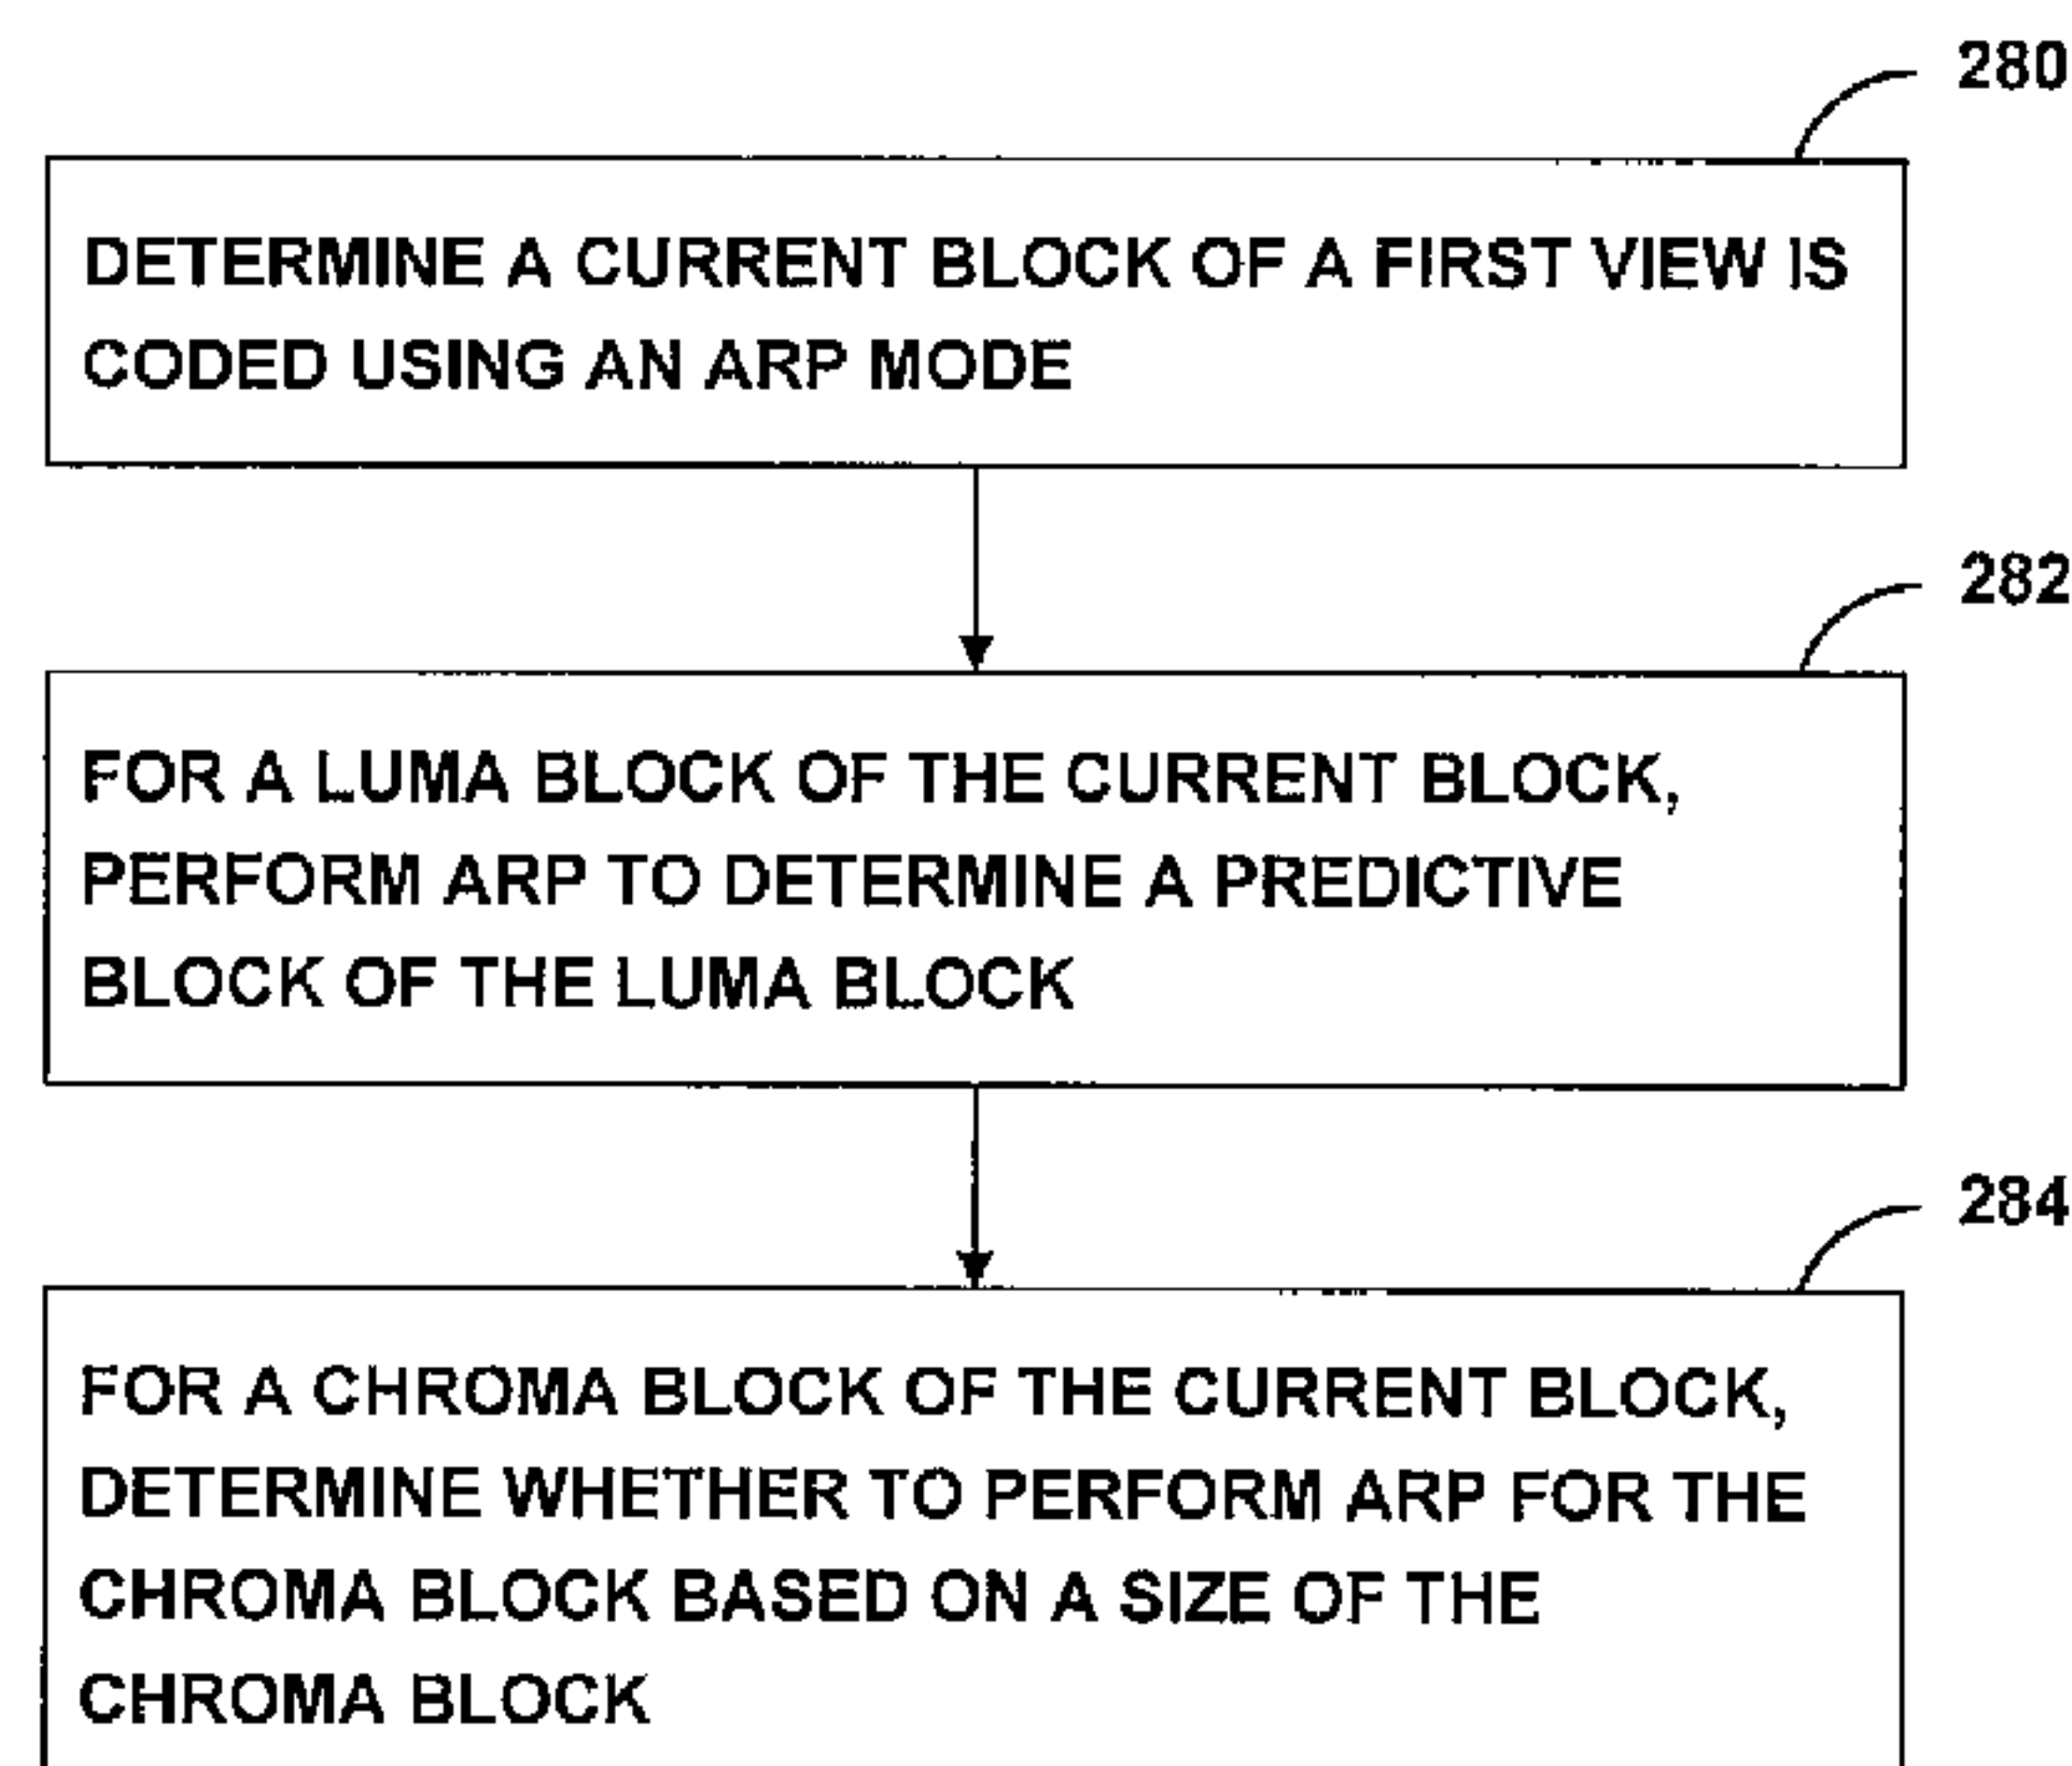 280
DETERMINE A CURRENT BLOCK OF A FIRST VIEW IS
CODED USING AN ARP MODE
282
FOR A LUMA BLOCK OF THE CURRENT BLOCK,
PERFORM ARP TO DETERMINE A PREDICTIVE
BLOCK OF THE LUMA BLOCK
284
FOR A CHROMA BLOCK OF THE CURRENT BLOCK,
DETERMINE WHETHER TO PERFORM ARP FOR THE
CHROMA BLOCK BASED ON A SIZE OF THE
CHROMA BLOCK